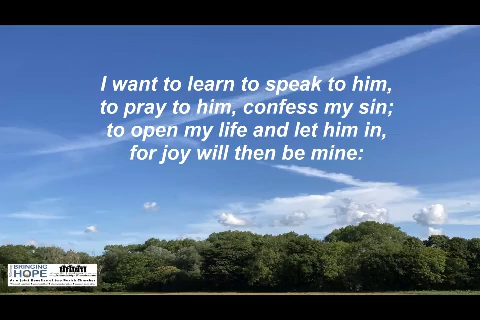 I want to learn to speak to him,
to pray to him, confess my sin;
to open my life and let him in,
for joy will then be mine:
BRINGING
HOPE